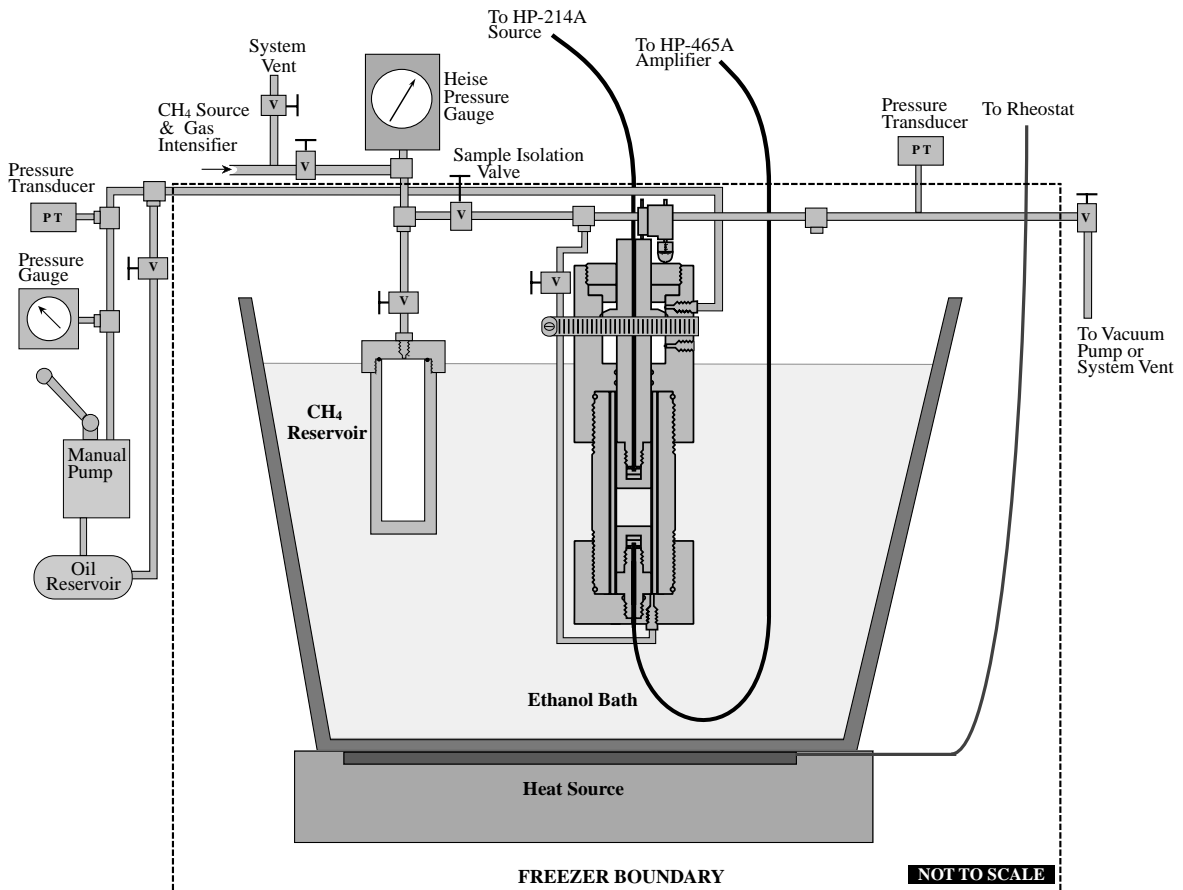 To HP-214A
Source
To HP-465A
Amplifier
System
Vent
Heise
Pressure
Gauge
CH4 Source
& Gas
Intensifier
V
V
Pressure
Transducer
P T
To Rheostat
Sample Isolation
Valve
Pressure
Transducer
P T
V
V
Pressure
Gauge
V
V
V
To Vacuum
Pump or
System Vent
CH4
Reservoir
Manual
Pump
Oil
Reservoir
Ethanol Bath
Heat Source
FREEZER BOUNDARY
NOT TO SCALE